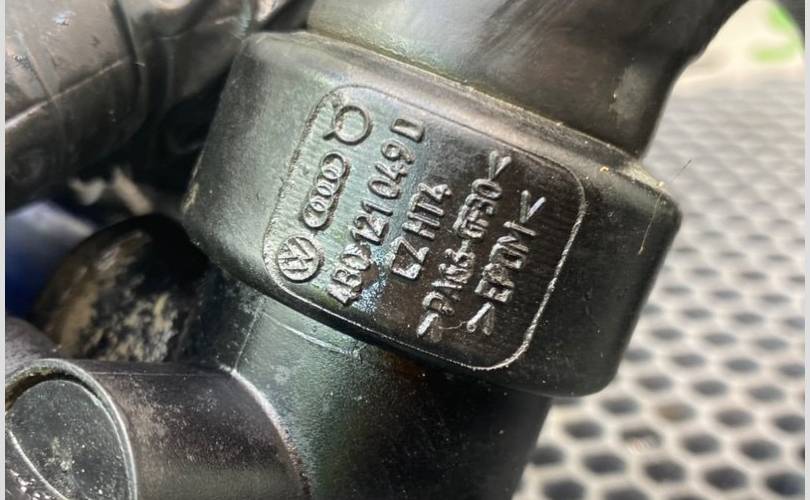 4B0 121 049 D
LZ HT4
>PA66-GF30<
>EPDM<